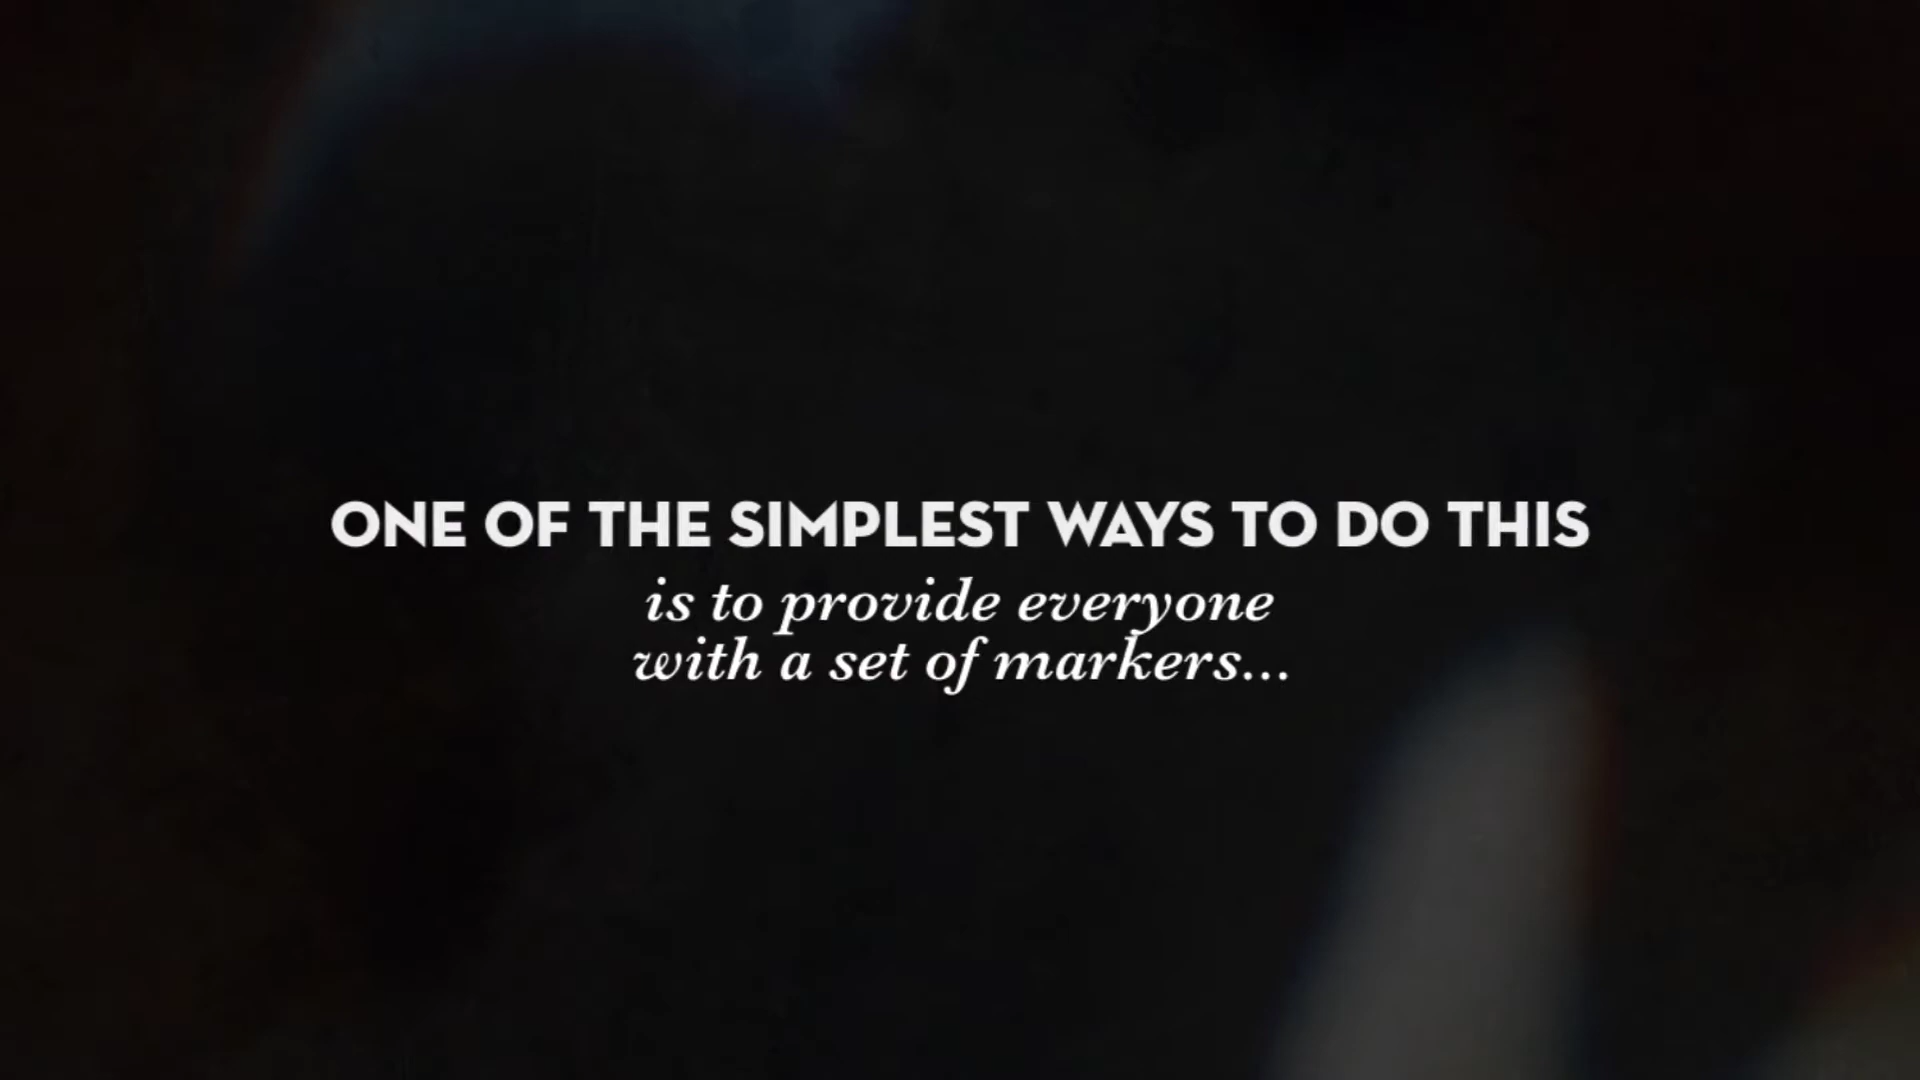 ONE OF THE SIMPLEST WAYS TO DO THIS
is to provide everyone
with a set of markers...